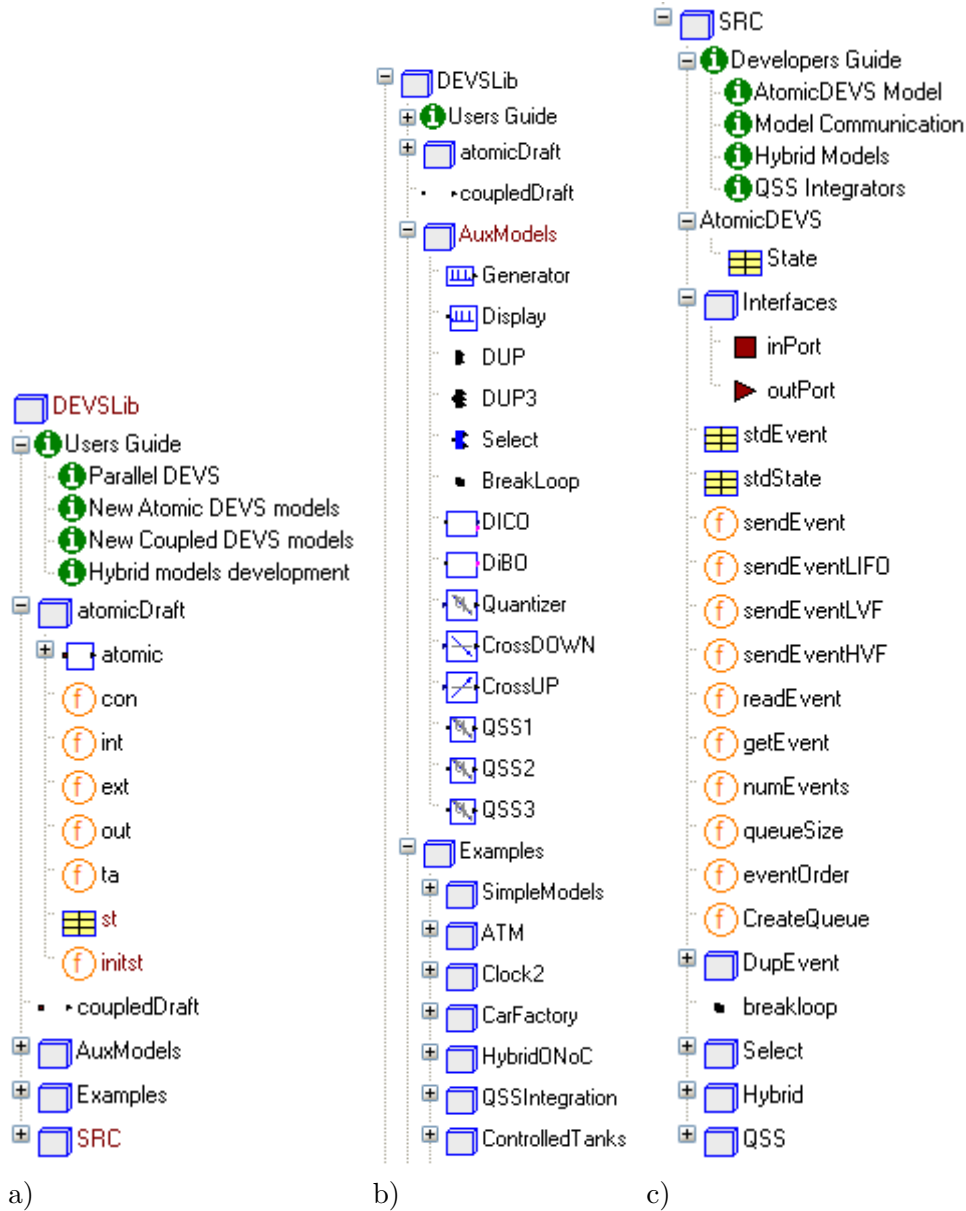 DEVSLib
Users Guide
Parallel DEVS
New Atomic DEVS models
New Coupled DEVS models
Hybrid models development
atomicDraft
atomic
con
int
ext
out
ta
st
initst
coupledDraft
AuxModels
Examples
SRC
a)
DEVSLib
Users Guide
atomicDraft
coupledDraft
AuxModels
Generator
Display
DUP
DUP3
Select
BreakLoop
DICO
DiBO
Quantizer
CrossDOWN
CrossUP
QSS1
QSS2
QSS3
Examples
SimpleModels
ATM
Clock2
CarFactory
HybridONoC
QSSIntegration
ControlledTanks
b)
SRC
Developers Guide
AtomicDEVS Model
Model Communication
Hybrid Models
QSS Integrators
AtomicDEVS
State
Interfaces
inPort
outPort
stdEvent
stdState
sendEvent
sendEventLIFO
sendEventLVF
sendEventHVF
readEvent
getEvent
numEvents
queueSize
eventOrder
CreateQueue
DupEvent
breakloop
Select
Hybrid
QSS
c)